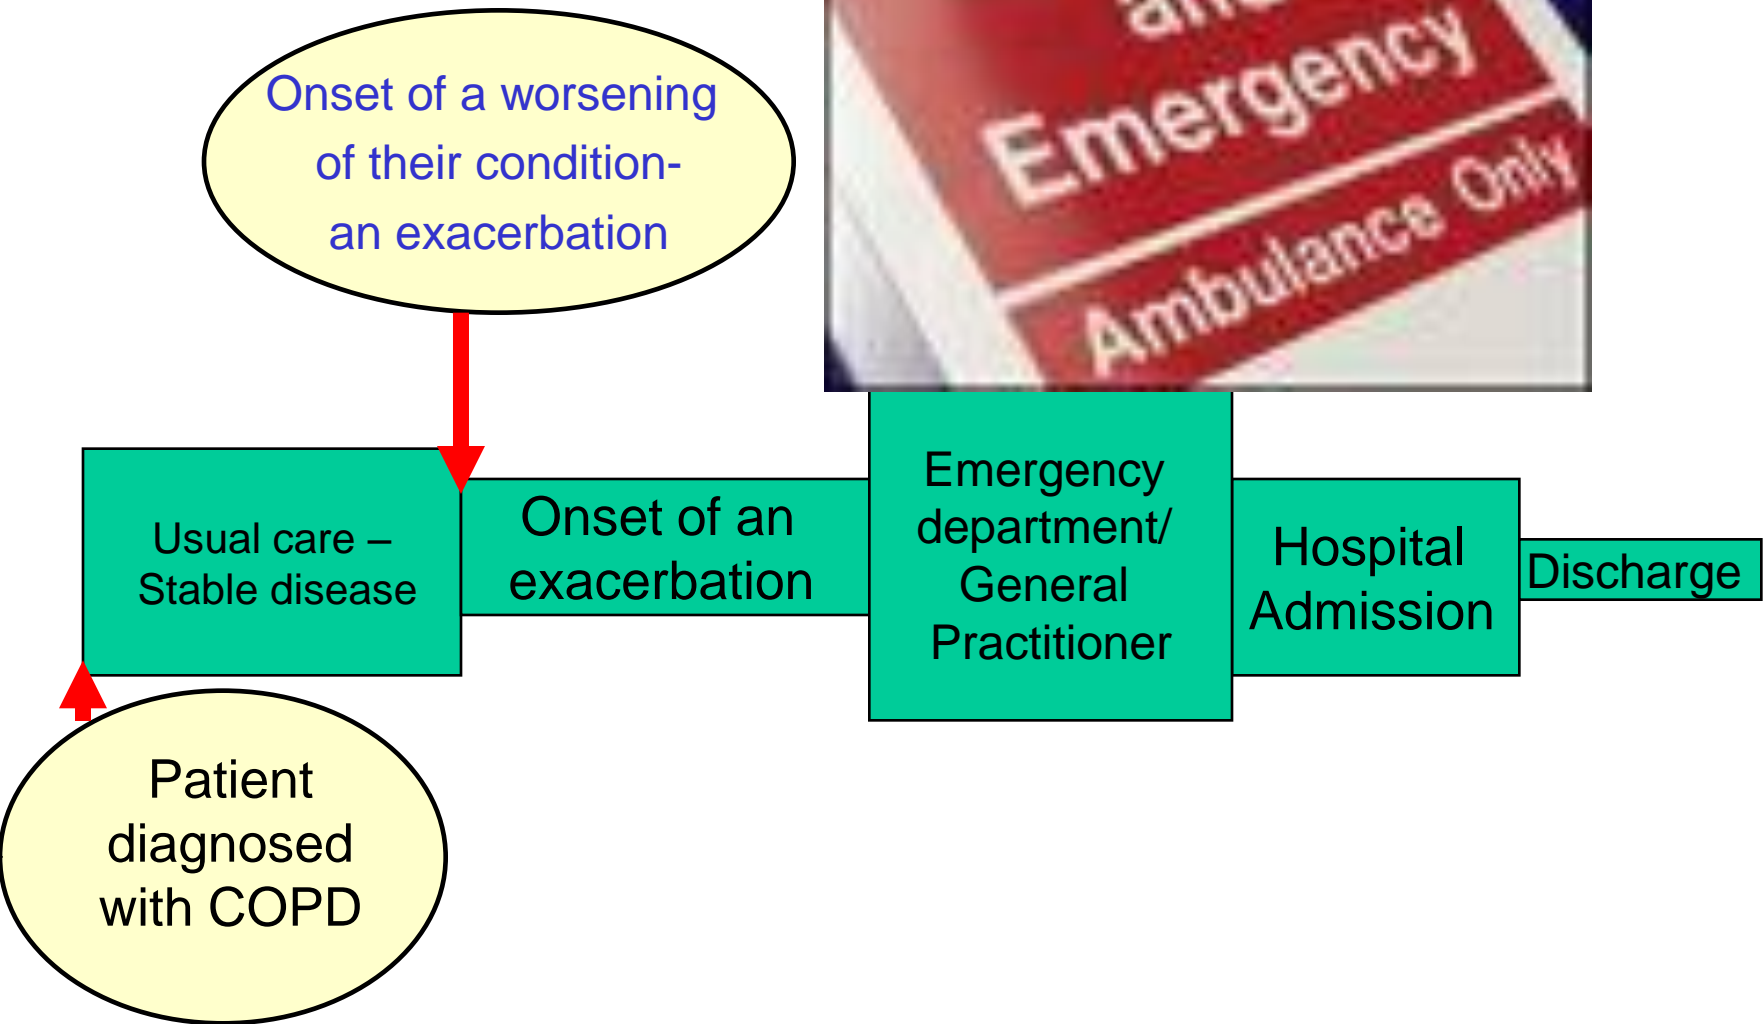 Onset of a worsening
of their condition-
an exacerbation
and
Emergency
Ambulance Only
Usual care –
Stable disease
Onset of an
exacerbation
Emergency
department/
General
Practitioner
Hospital
Admission
Discharge
Patient
diagnosed
with COPD